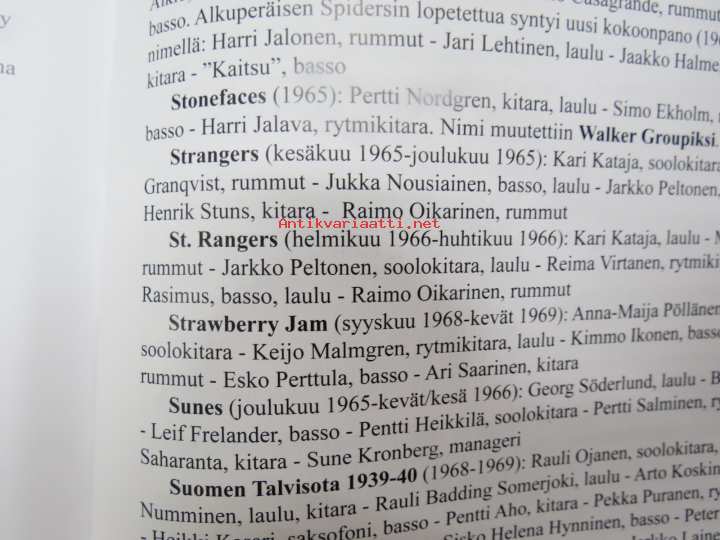 y
na
Casagrande, rummut
basso. Alkuperäisen Spidersin lopetettua syntyi uusi kokoonpano
nimellä: Harri Jalonen, rummut - Jari Lehtinen, laulu - Jaakko Halme
kitara - ”Kaitsu”, basso
Stonefaces (1965): Pertti Nordgren, kitara, laulu - Simo Ekholm,
basso - Harri Jalava, rytmikitara. Nimi muutettiin Walker Groupiksi.
Strangers (kesäkuu 1965-joulukuu 1965): Kari Kataja, soolokitara
Granqvist, rummut - Jukka Nousiainen, basso, laulu - Jarkko Peltonen,
Henrik Stuns, kitara - Raimo Oikarinen, rummut
Antikvariaatti.net
St. Rangers (helmikuu 1966-huhtikuu 1966): Kari Kataja, laulu -
rummut - Jarkko Peltonen, soolokitara, laulu - Reima Virtanen, rytmiki
Rasimus, basso, laulu - Raimo Oikarinen, rummut
Strawberry Jam (syyskuu 1968-kevät 1969): Anna-Maija Pölläne
soolokitara - Keijo Malmgren, rytmikitara, laulu - Kimmo Ikonen, basso
rummut - Esko Perttula, basso - Ari Saarinen, kitara
Sunes (joulukuu 1965-kevät/kesä 1966): Georg Söderlund, laulu - B
- Leif Frelander, basso - Pentti Heikkilä, soolokitara - Pertti Salminen, ry
Saharanta, kitara - Sune Kronberg, manageri
Suomen Talvisota 1939-40 (1968-1969): Rauli Ojanen, soolokitara,
Numminen, laulu, kitara - Rauli Badding Somerjoki, laulu - Arto Koskin
saksofoni, basso - Pentti Aho, kitara - Pekka Puranen, ry
Sisko Helena Hynninen, basso - Peter